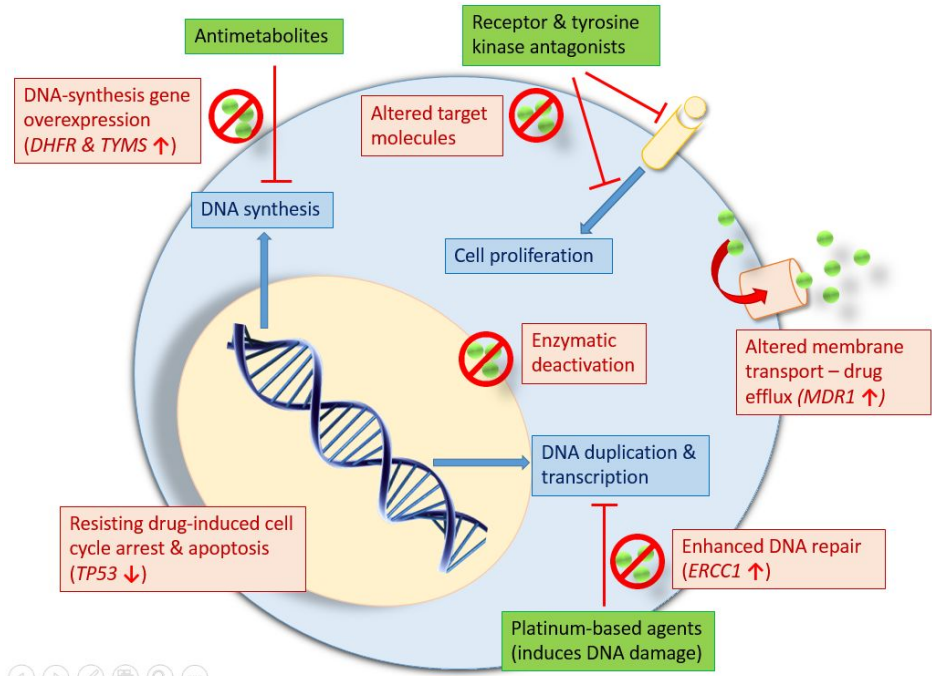 Antimetabolites
Receptor & tyrosine
kinase antagonists
DNA-synthesis gene
overexpression
(DHFR & TYMS ↑)
Altered target
molecules
DNA synthesis
Cell proliferation
Enzymatic
deactivation
Altered membrane
transport – drug
efflux (MDR1 ↑)
DNA duplication &
transcription
Resisting drug-induced cell
cycle arrest & apoptosis
(TP53 ↓)
Enhanced DNA repair
(ERCC1 ↑)
Platinum-based agents
(induces DNA damage)